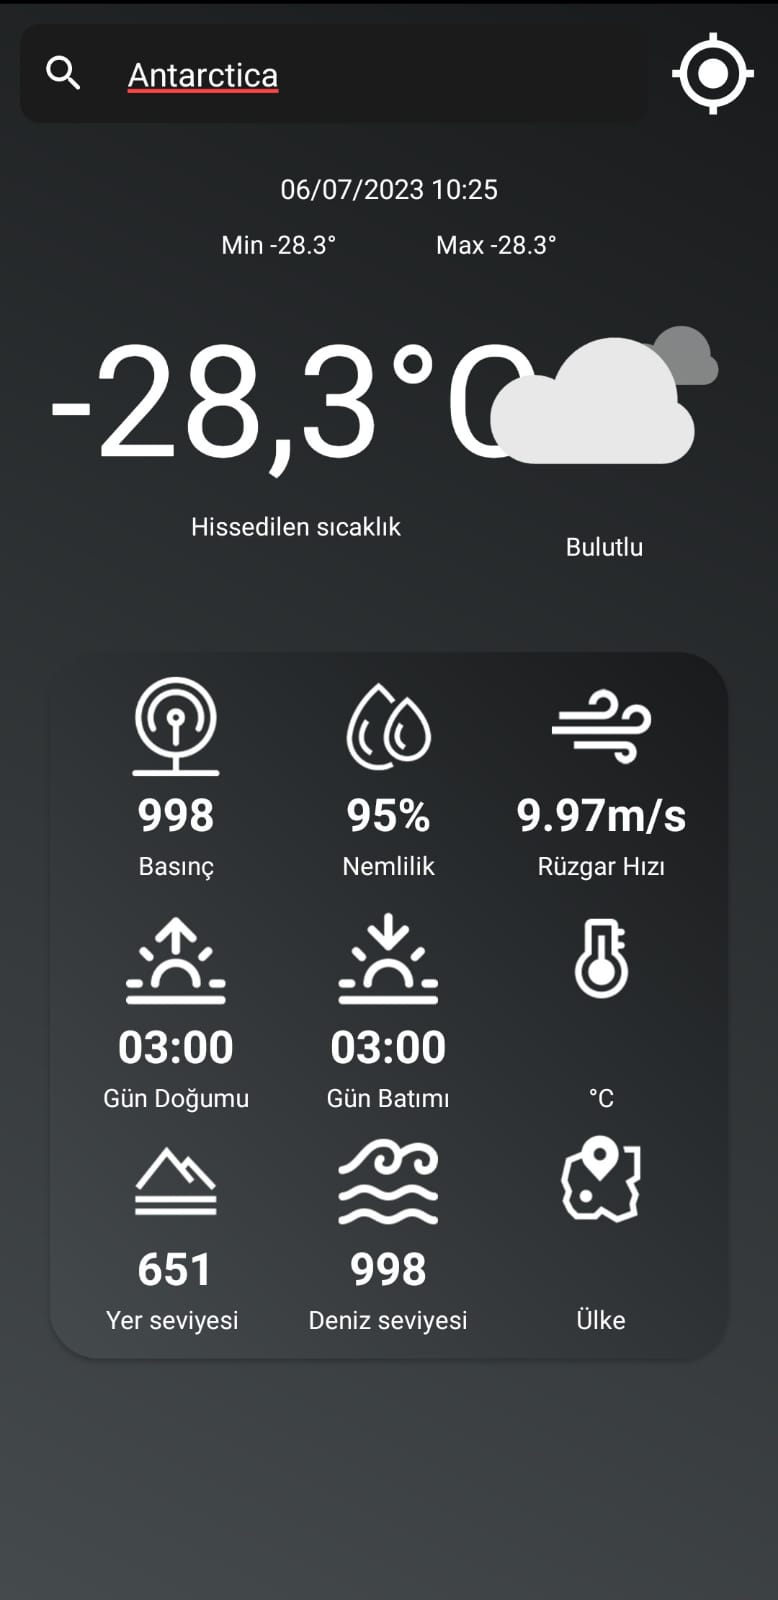 Antarctica
06/07/2023 10:25
Min -28.3° Max -28.3°
-28,3°C
Hissedilen sıcaklık
Bulutlu
998 95% 9.97m/s
Basınç Nemlilik Rüzgar Hızı
03:00 03:00
Gün Doğumu Gün Batımı °C
651 998
Yer seviyesi Deniz seviyesi Ülke